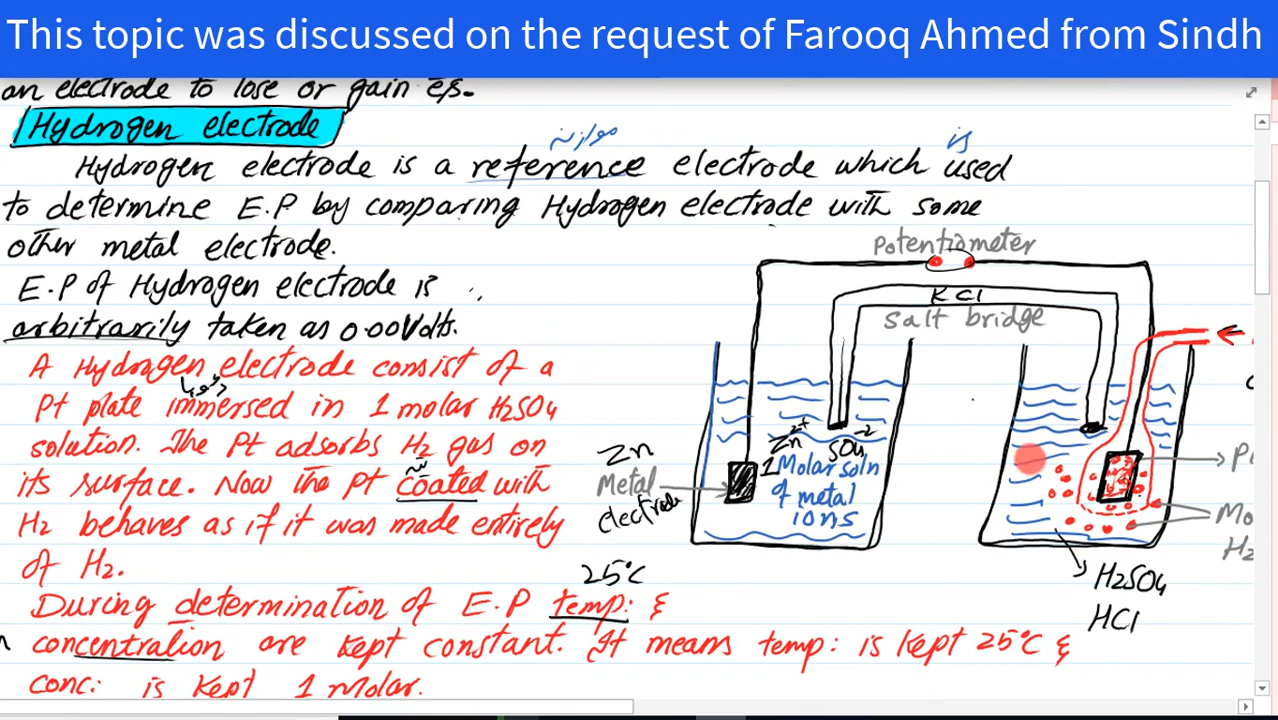 This topic was discussed on the request of Farooq Ahmed from Sindh
an electrode to lose or gain e̅s.
Hydrogen electrode
موازنہ
is
Hydrogen electrode is a reference electrode which used
to determine E.P by comparing Hydrogen electrode with some
other metal electrode.
E.P of Hydrogen electrode is
arbitrarily taken as 0.00Volts.
A Hydrogen electrode consist of a
Pt plate immersed in 1 molar H2SO4
solution. The Pt adsorbs H2 gas on
its surface. Now the Pt coated with
H2 behaves as if it was made entirely
of H2.
During determination of E.P temp: &
concentration are kept constant. It means temp: is kept 25°C &
conc: is kept 1 Molar.
Potentiometer
KCl
Salt bridge
Zn
Metal
electrode
25°C
Zn2+ SO4-2
1 Molar soln
of metal
ions
H2SO4
HCl